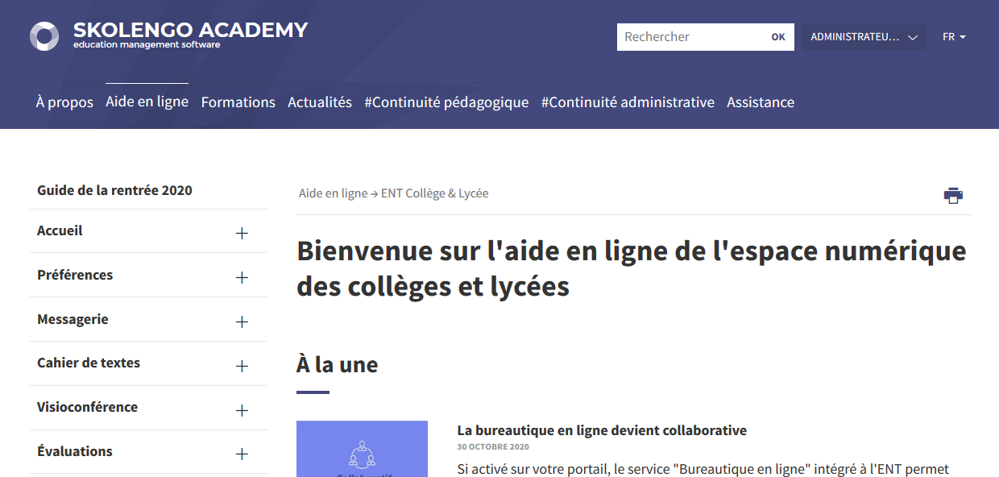 SKOLENGO ACADEMY
education management software
Rechercher
OK
ADMINISTRATEU...
FR
À propos
Aide en ligne
Formations
Actualités
#Continuité pédagogique
#Continuité administrative
Assistance
Guide de la rentrée 2020
Accueil
Préférences
Messagerie
Cahier de textes
Visioconférence
Évaluations
Aide en ligne → ENT Collège & Lycée
Bienvenue sur l'aide en ligne de l'espace numérique
des collèges et lycées
À la une
La bureautique en ligne devient collaborative
30 OCTOBRE 2020
Si activé sur votre portail, le service "Bureautique en ligne" intégré à l'ENT permet